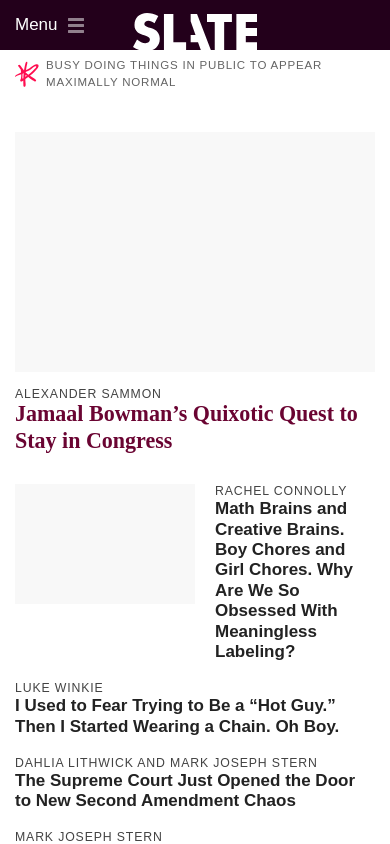 Menu
SLATE
BUSY DOING THINGS IN PUBLIC TO APPEAR
MAXIMALLY NORMAL
ALEXANDER SAMMON
Jamaal Bowman’s Quixotic Quest to
Stay in Congress
RACHEL CONNOLLY
Math Brains and
Creative Brains.
Boy Chores and
Girl Chores. Why
Are We So
Obsessed With
Meaningless
Labeling?
LUKE WINKIE
I Used to Fear Trying to Be a “Hot Guy.”
Then I Started Wearing a Chain. Oh Boy.
DAHLIA LITHWICK AND MARK JOSEPH STERN
The Supreme Court Just Opened the Door
to New Second Amendment Chaos
MARK JOSEPH STERN